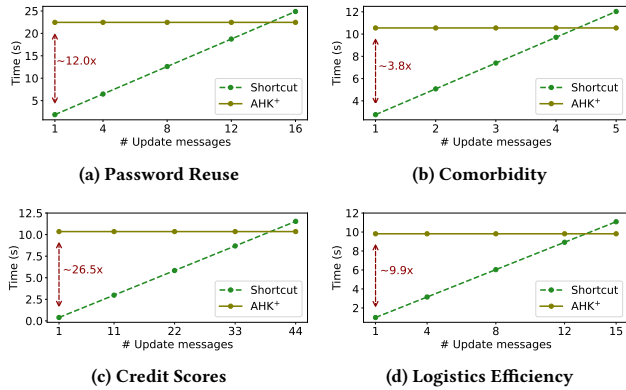 25
20
15
10
5
Time (s)
~12.0x
Shortcut
AHK+
1 4 8 12 16
# Update messages
(a) Password Reuse
12
10
8
6
4
Time (s)
~3.8x
Shortcut
AHK+
1 2 3 4 5
# Update messages
(b) Comorbidity
12.5
10.0
7.5
5.0
2.5
0.0
Time (s)
~26.5x
Shortcut
AHK+
1 11 22 33 44
# Update messages
(c) Credit Scores
12
10
8
6
4
2
Time (s)
~9.9x
Shortcut
AHK+
1 4 8 12 15
# Update messages
(d) Logistics Efficiency